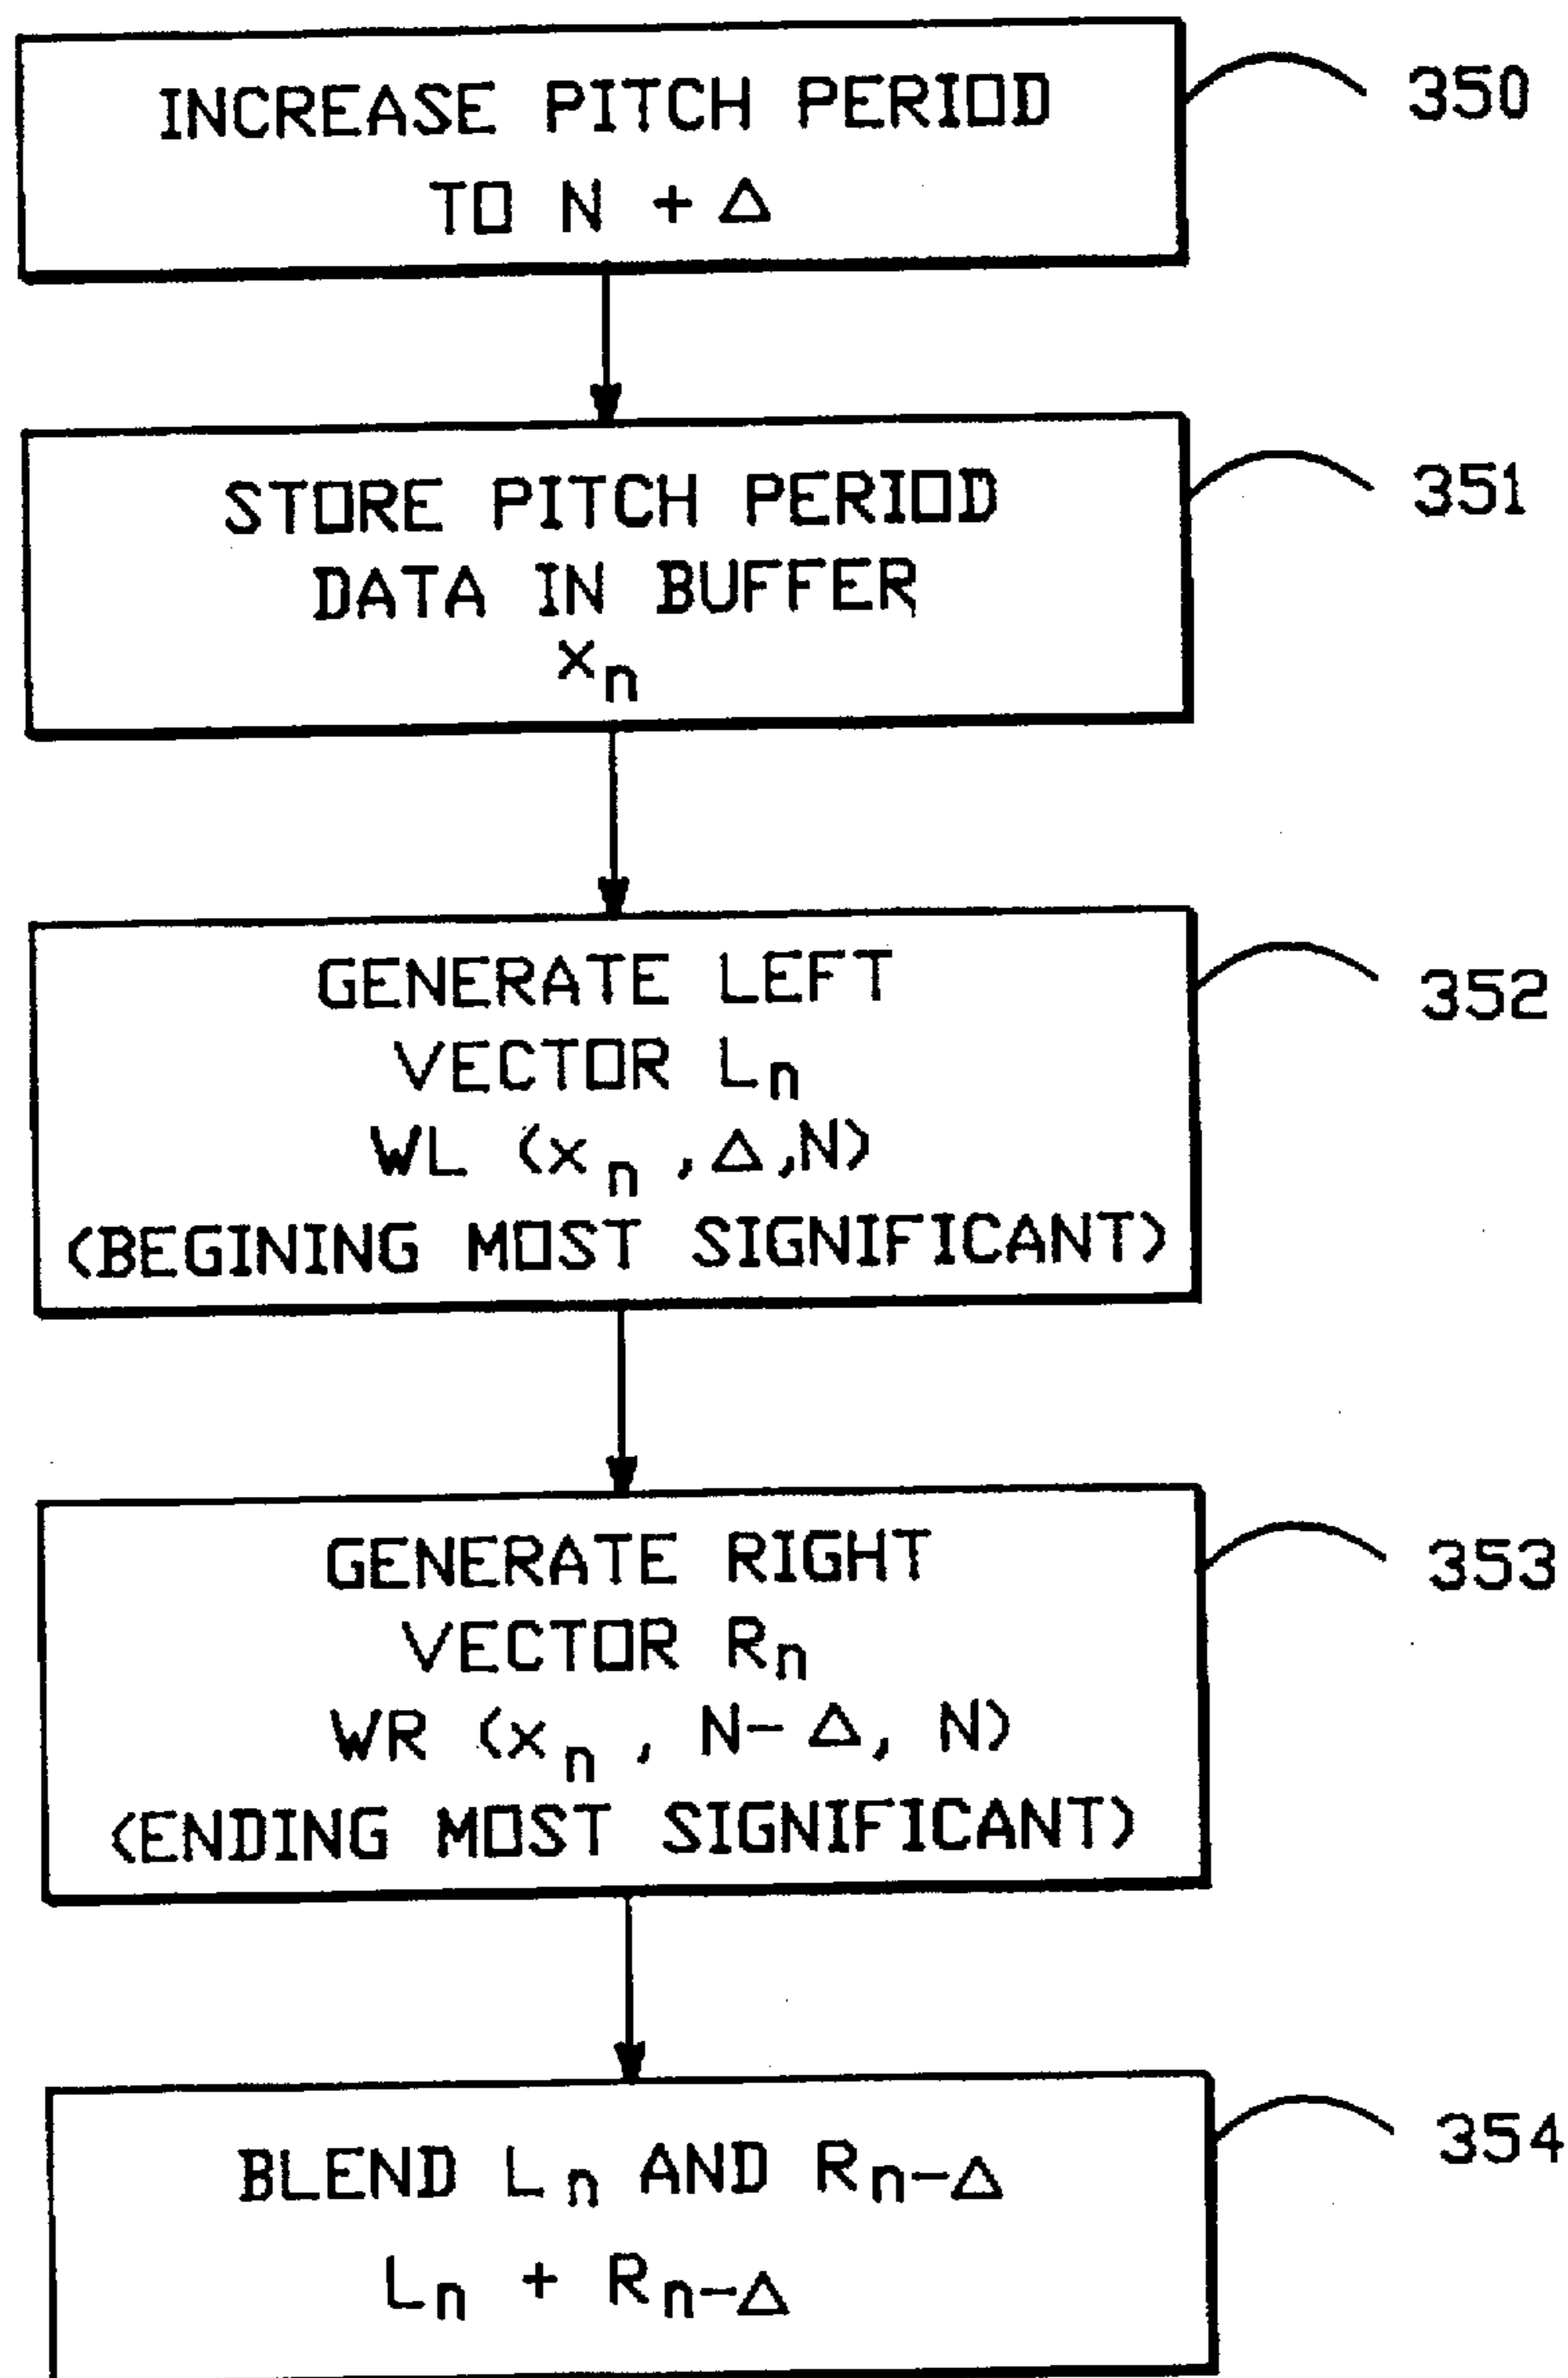 INCREASE PITCH PERIOD
TO N + Δ
350
STORE PITCH PERIOD
DATA IN BUFFER
xn
351
GENERATE LEFT
VECTOR Ln
WL (xn ,Δ,N)
(BEGINING MOST SIGNIFICANT)
352
GENERATE RIGHT
VECTOR Rn
WR (xn , N-Δ, N)
(ENDING MOST SIGNIFICANT)
353
BLEND Ln AND Rn-Δ
Ln + Rn-Δ
354